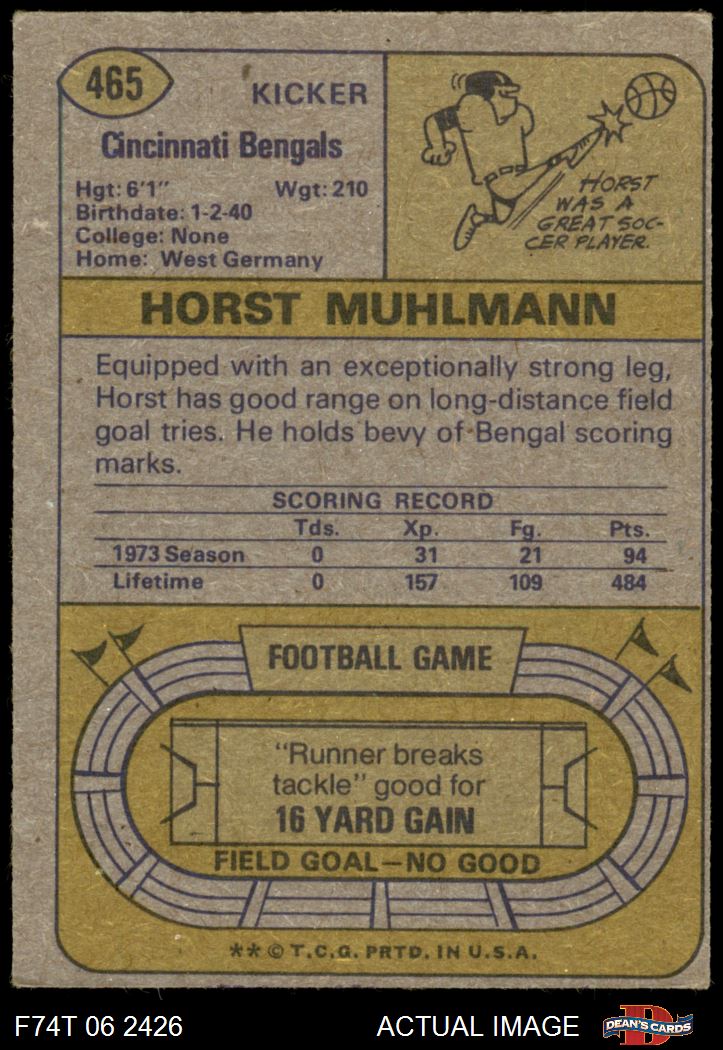 465
KICKER
Cincinnati Bengals
Hgt: 6'1" Wgt: 210
Birthdate: 1-2-40
College: None
Home: West Germany
HORST
WAS A
GREAT SOC-
CER PLAYER.
HORST MUHLMANN
Equipped with an exceptionally strong leg,
Horst has good range on long-distance field
goal tries. He holds bevy of Bengal scoring
marks.
SCORING RECORD
Tds. Xp. Fg. Pts.
1973 Season 0 31 21 94
Lifetime 0 157 109 484
FOOTBALL GAME
"Runner breaks
tackle" good for
16 YARD GAIN
FIELD GOAL—NO GOOD
** © T.C.G. PRTD. IN U.S.A.
F74T 06 2426 ACTUAL IMAGE
D
DEAN'S CARDS